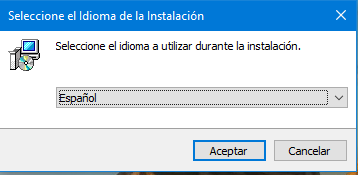 Seleccione el Idioma de la Instalación
Seleccione el idioma a utilizar durante la instalación.
Español
Aceptar
Cancelar